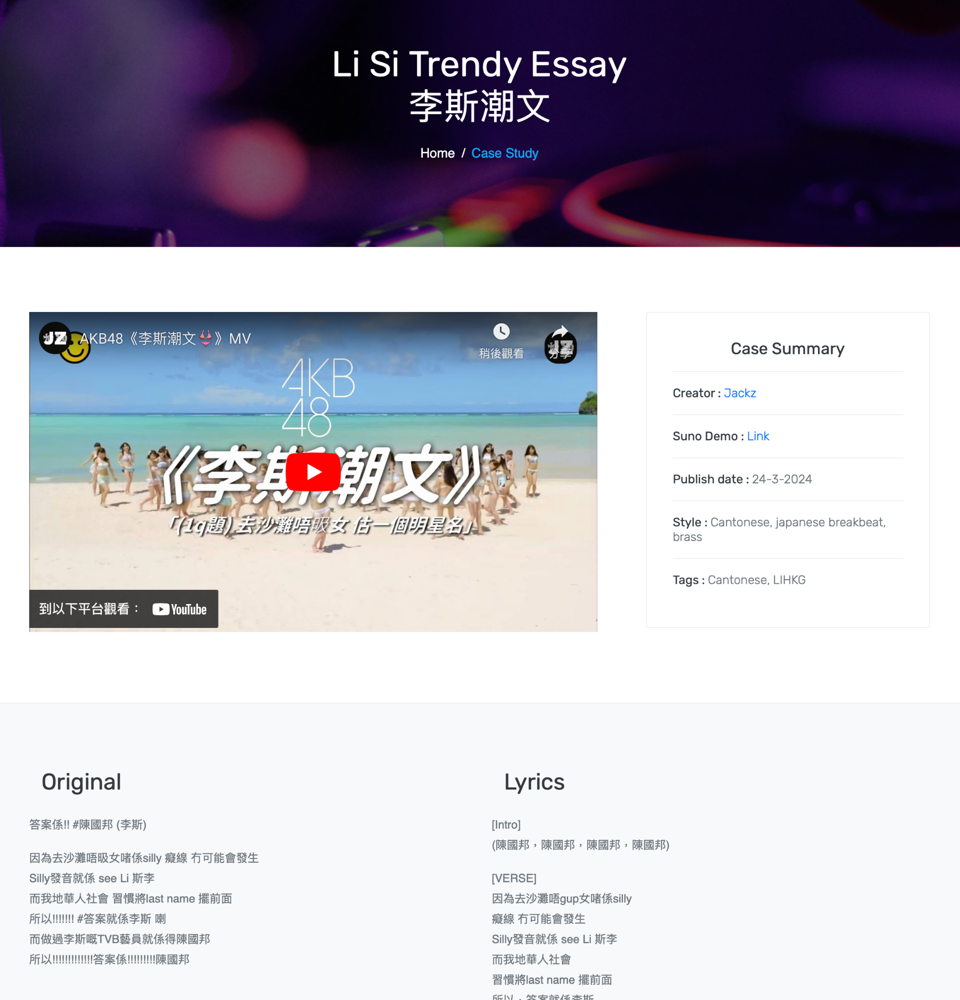 Li Si Trendy Essay
李斯潮文
Home / Case Study
JZ
AKB48《李斯潮文👙》MV
稍後觀看
分享
AKB
48
《李斯潮文》
「(1q題) 去沙灘唔昅女 估一個明星名」
到以下平台觀看：
YouTube
Case Summary
Creator : Jackz
Suno Demo : Link
Publish date : 24-3-2024
Style : Cantonese, japanese breakbeat,
brass
Tags : Cantonese, LIHKG
Original
答案係!! #陳國邦 (李斯)
因為去沙灘唔昅女啫係silly 癡線 冇可能會發生
Silly發音就係 see Li 斯李
而我地華人社會 習慣將last name 擺前面
所以!!!!!!! #答案就係李斯 喇
而做過李斯嘅TVB藝員就係得陳國邦
所以!!!!!!!!!!!!!答案係!!!!!!!!!陳國邦
Lyrics
[Intro]
(陳國邦，陳國邦，陳國邦，陳國邦)
[VERSE]
因為去沙灘唔gup女啫係silly
癡線 冇可能會發生
Silly發音就係 see Li 斯李
而我地華人社會
習慣將last name 擺前面
所以，答案就係李斯